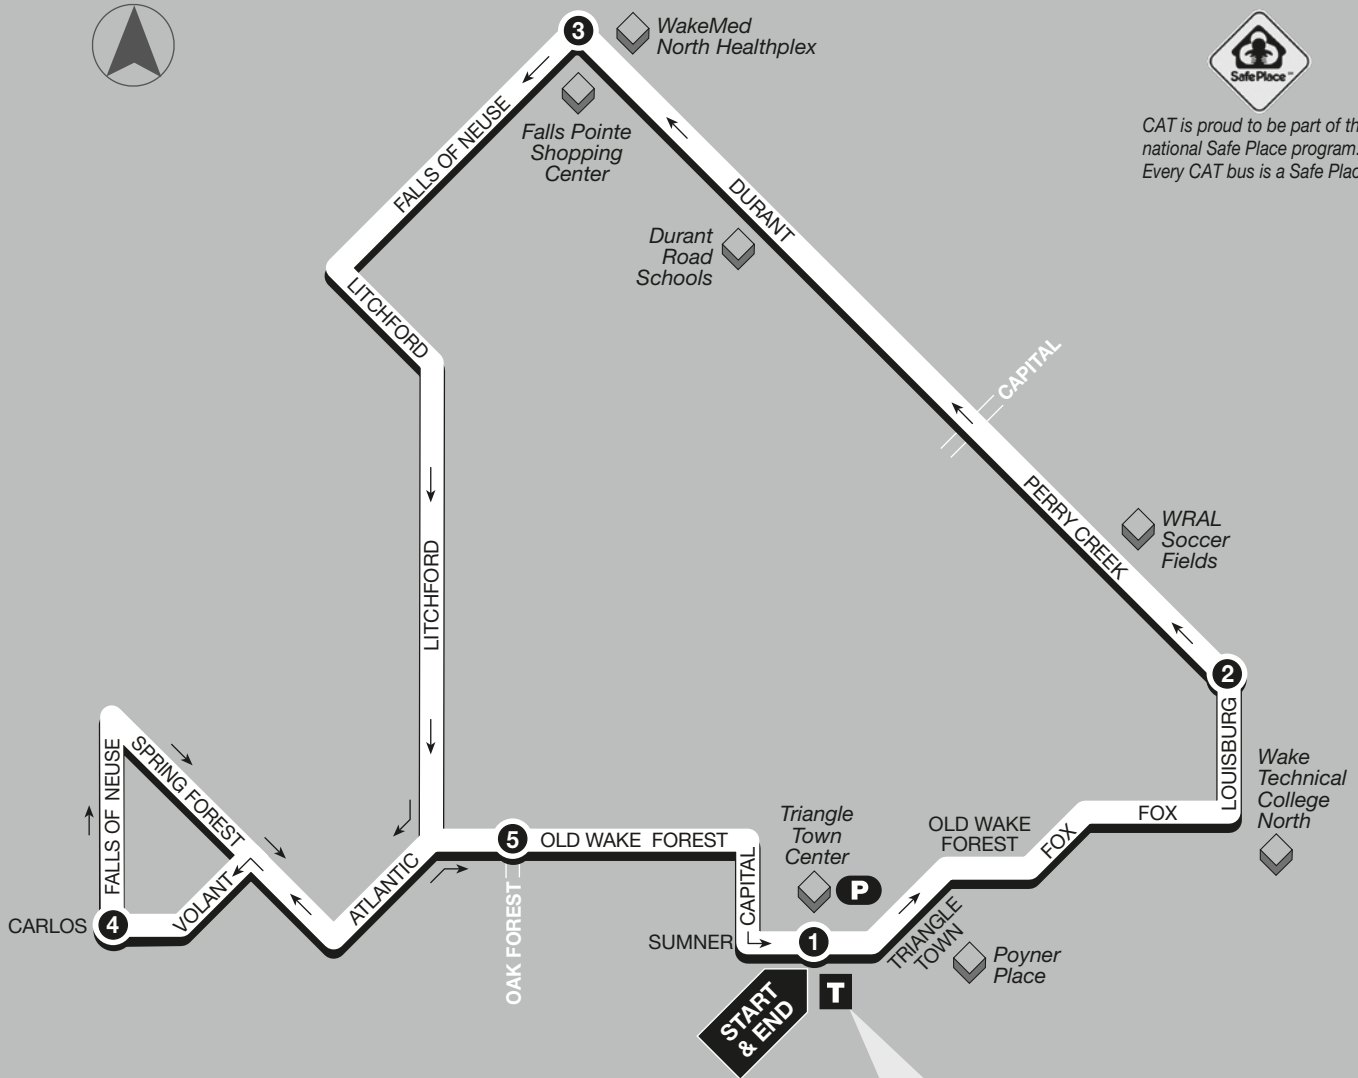 3
WakeMed
North Healthplex
SafePlace
CAT is proud to be part of th
national Safe Place program.
Every CAT bus is a Safe Plac
Falls Pointe
Shopping
Center
FALLS OF NEUSE
DURANT
Durant
Road
Schools
LITCHFORD
CAPITAL
PERRY CREEK
WRAL
Soccer
Fields
LITCHFORD
2
LOUISBURG
Wake
Technical
College
North
FALLS OF NEUSE
SPRING FOREST
VOLANT
CARLOS
4
ATLANTIC
5
OLD WAKE FOREST
OAK FOREST
CAPITAL
Triangle
Town
Center
P
SUMNER
1
OLD WAKE
FOREST
FOX
FOX
TRIANGLE
TOWN
Poyner
Place
START
& END
T